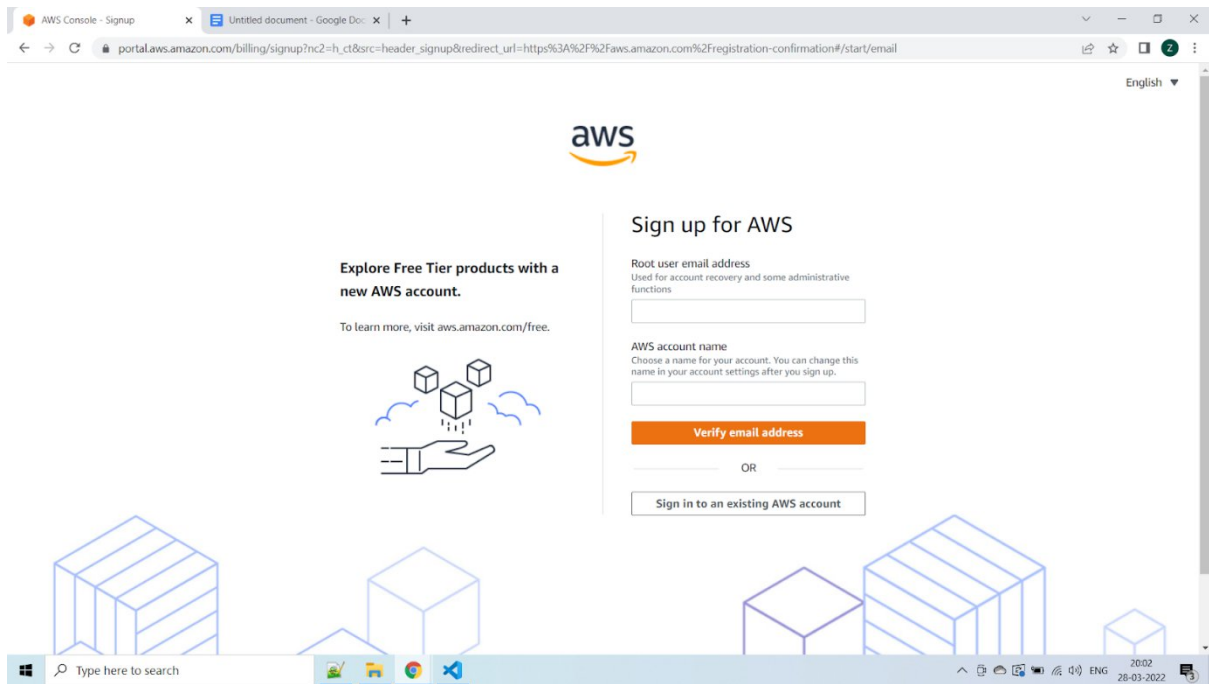 AWS Console - Signup
Untitled document - Google Doc
portal.aws.amazon.com/billing/signup?nc2=h_ct&src=header_signup&redirect_url=https%3A%2F%2Faws.amazon.com%2Fregistration-confirmation#/start/email
Z
English
aws
Explore Free Tier products with a
new AWS account.
To learn more, visit aws.amazon.com/free.
Sign up for AWS
Root user email address
Used for account recovery and some administrative
functions
AWS account name
Choose a name for your account. You can change this
name in your account settings after you sign up.
Verify email address
OR
Sign in to an existing AWS account
Type here to search
ENG
20:02
28-03-2022
3